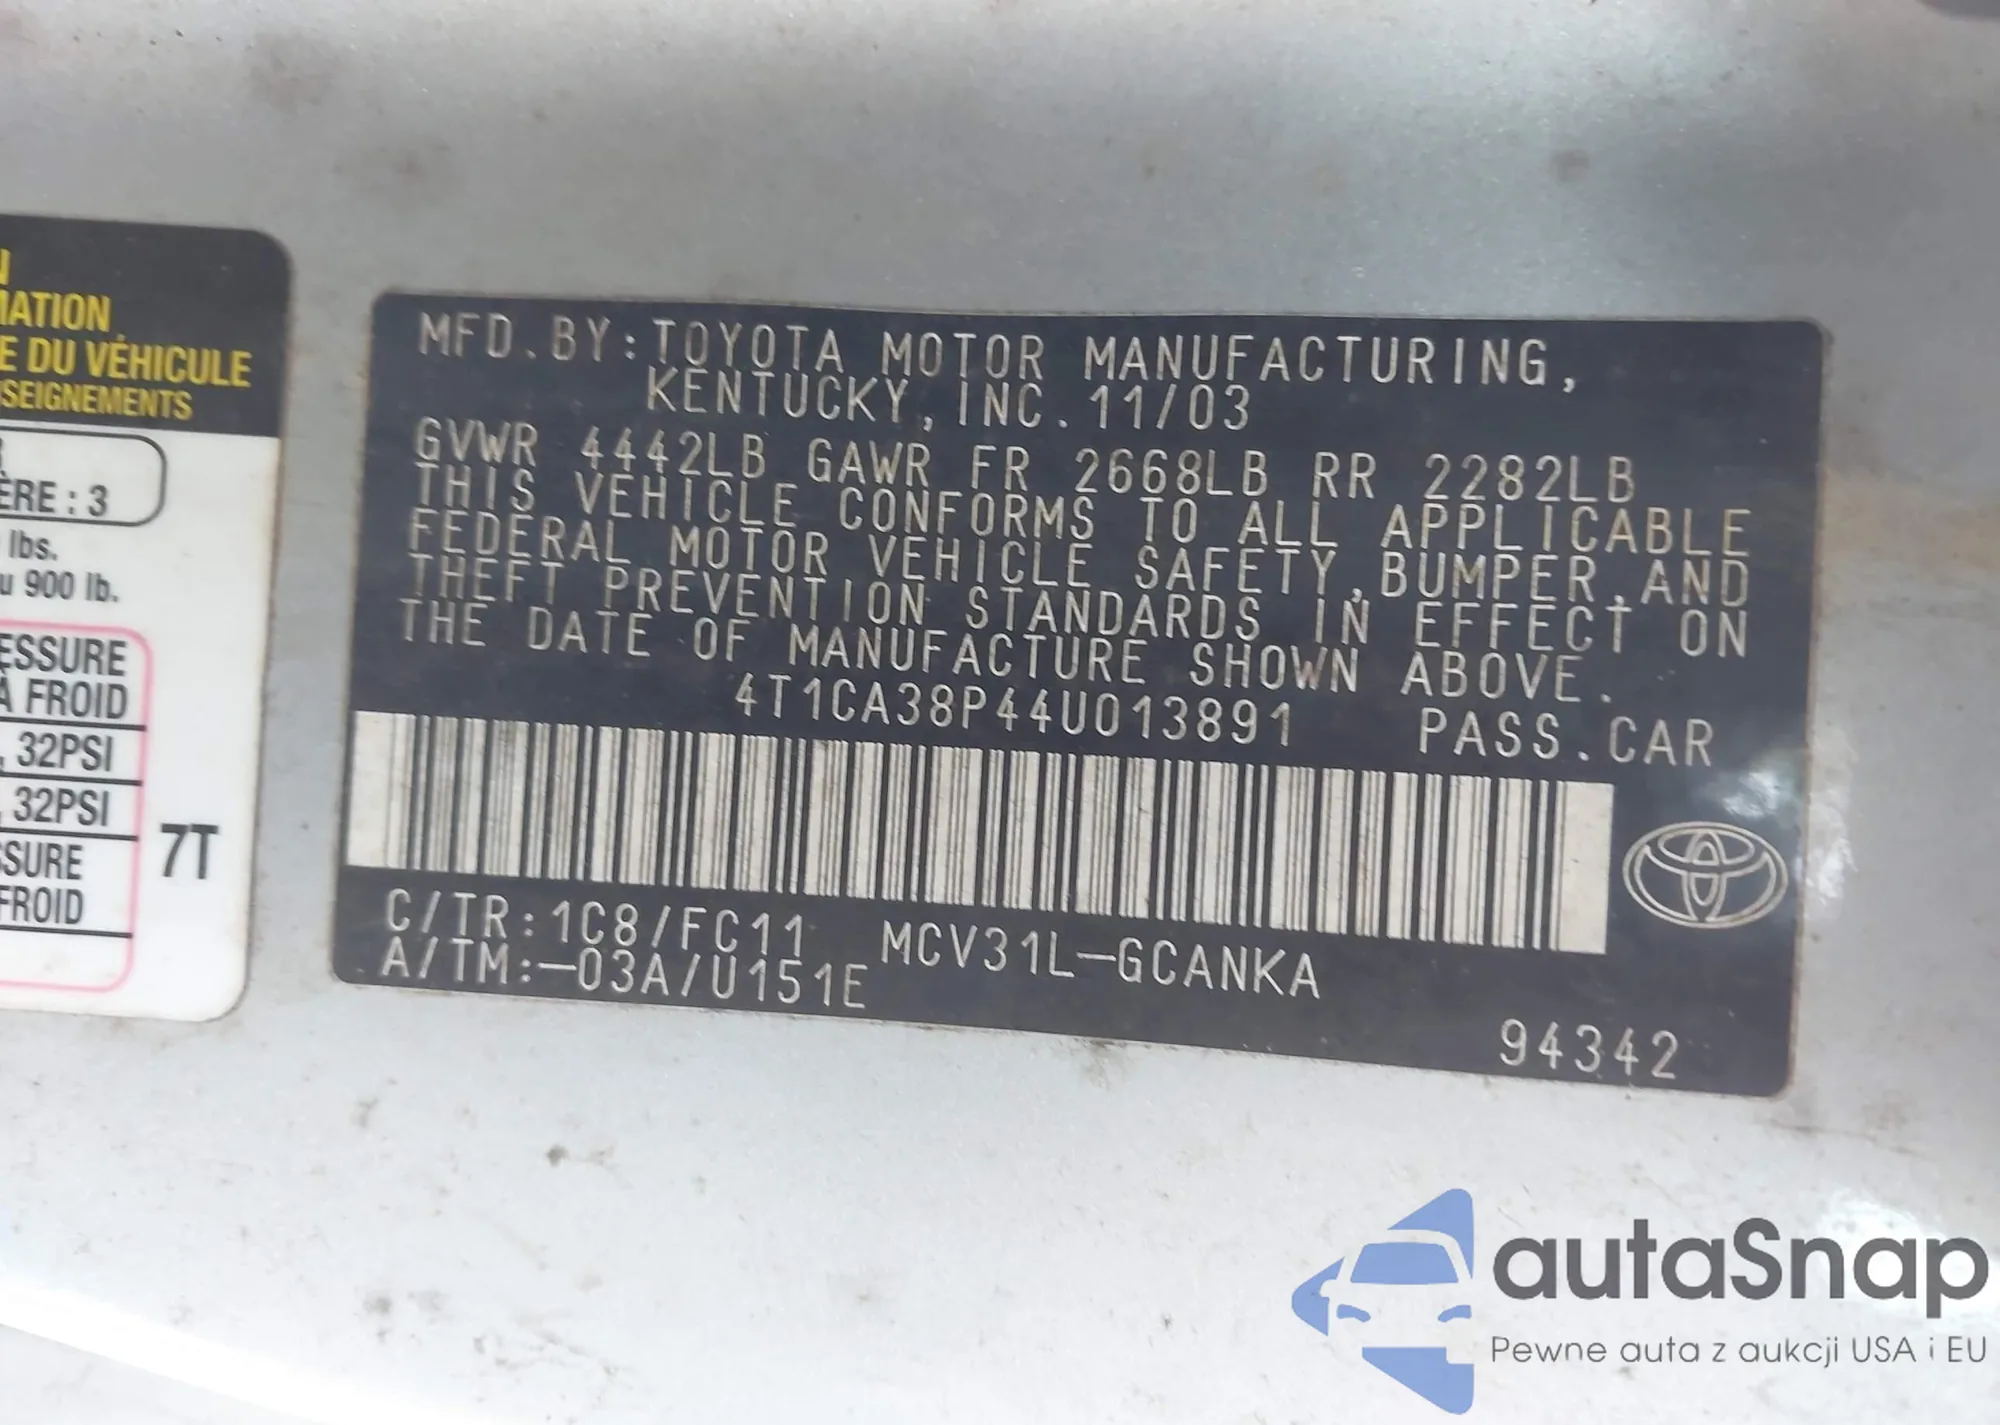 N
MATION
E DU VÉHICULE
SEIGNEMENTS
R
ÈRE : 3
lbs.
u 900 lb.
ESSURE
À FROID
, 32PSI
, 32PSI
SSURE
FROID
7T
MFD.BY:TOYOTA MOTOR MANUFACTURING,
KENTUCKY,INC.11/03
GVWR 4442LB GAWR FR 2668LB RR 2282LB
THIS VEHICLE CONFORMS TO ALL APPLICABLE
FEDERAL MOTOR VEHICLE SAFETY,BUMPER,AND
THEFT PREVENTION STANDARDS IN EFFECT ON
THE DATE OF MANUFACTURE SHOWN ABOVE.
4T1CA38P44U013891 PASS.CAR
C/TR:1C8/FC11 MCV31L-GCANKA
A/TM:-03A/U151E
94342
autaSnap
Pewne auta z aukcji USA i EU